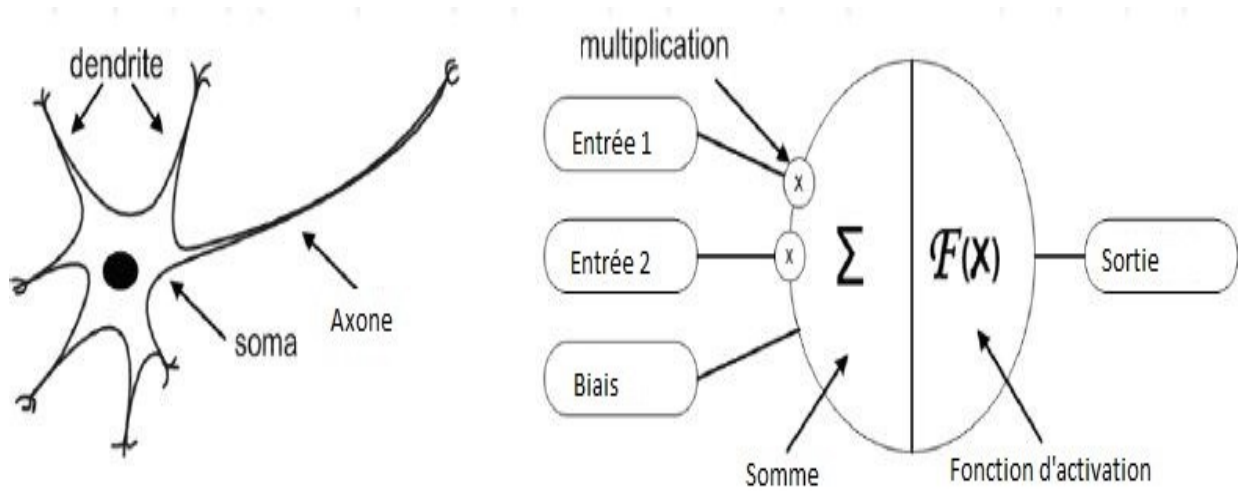 dendrite
soma
Axone
multiplication
Entrée 1
x
Entrée 2
x
Biais
Σ
F(X)
Sortie
Somme
Fonction d'activation